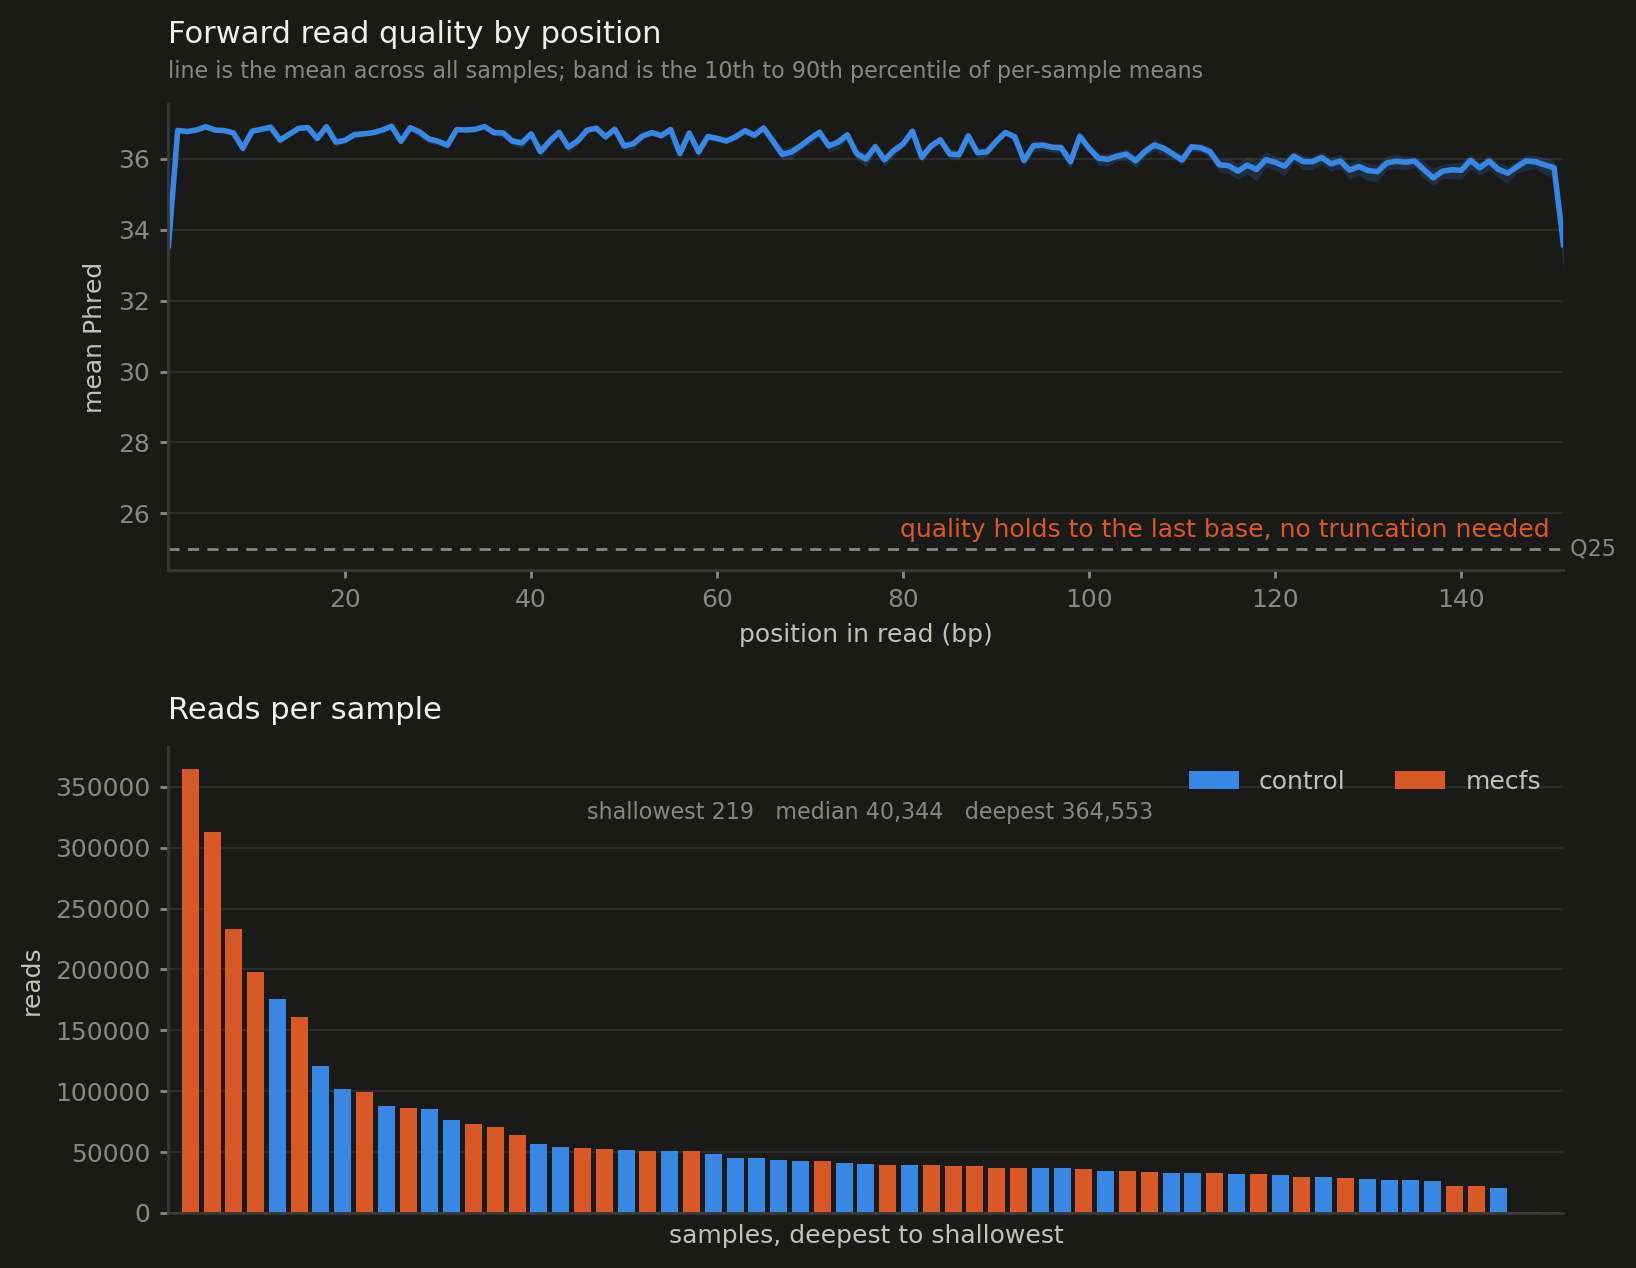 Forward read quality by position
line is the mean across all samples; band is the 10th to 90th percentile of per-sample means
36
34
32
30
28
26
mean Phred
quality holds to the last base, no truncation needed
Q25
20 40 60 80 100 120 140
position in read (bp)
Reads per sample
control mecfs
shallowest 219 median 40,344 deepest 364,553
350000
300000
250000
200000
150000
100000
50000
0
reads
samples, deepest to shallowest